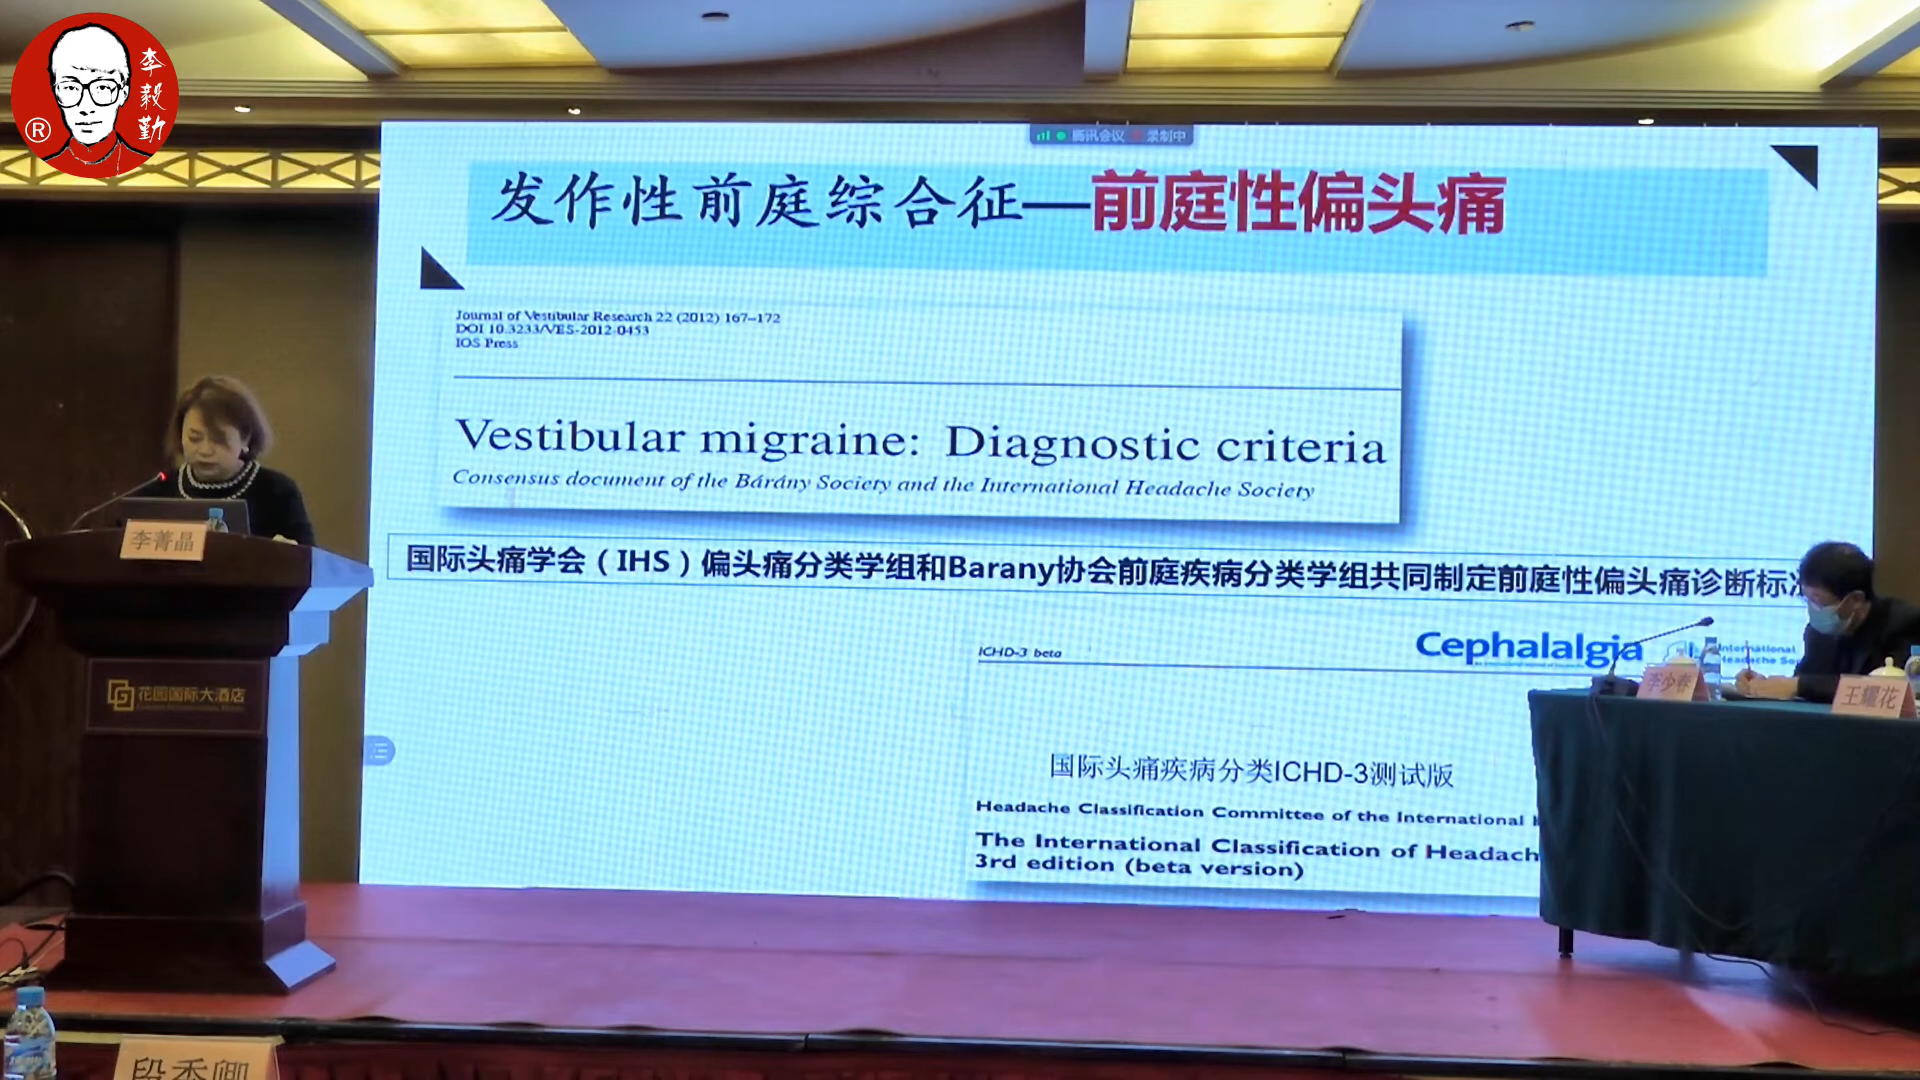 李毅勤
®
腾讯会议 录制中
发作性前庭综合征—前庭性偏头痛
Journal of Vestibular Research 22 (2012) 167–172
DOI 10.3233/VES-2012-0453
IOS Press
Vestibular migraine: Diagnostic criteria
Consensus document of the Bárány Society and the International Headache Society
国际头痛学会（IHS）偏头痛分类学组和Barany协会前庭疾病分类学组共同制定前庭性偏头痛诊断标
ICHD-3 beta
Cephalalgia
International
Headache
国际头痛疾病分类ICHD-3测试版
Headache Classification Committee of the International
The International Classification of Headach
3rd edition (beta version)
李菁晶
花园国际大酒店
李少春
王耀花
段香卿